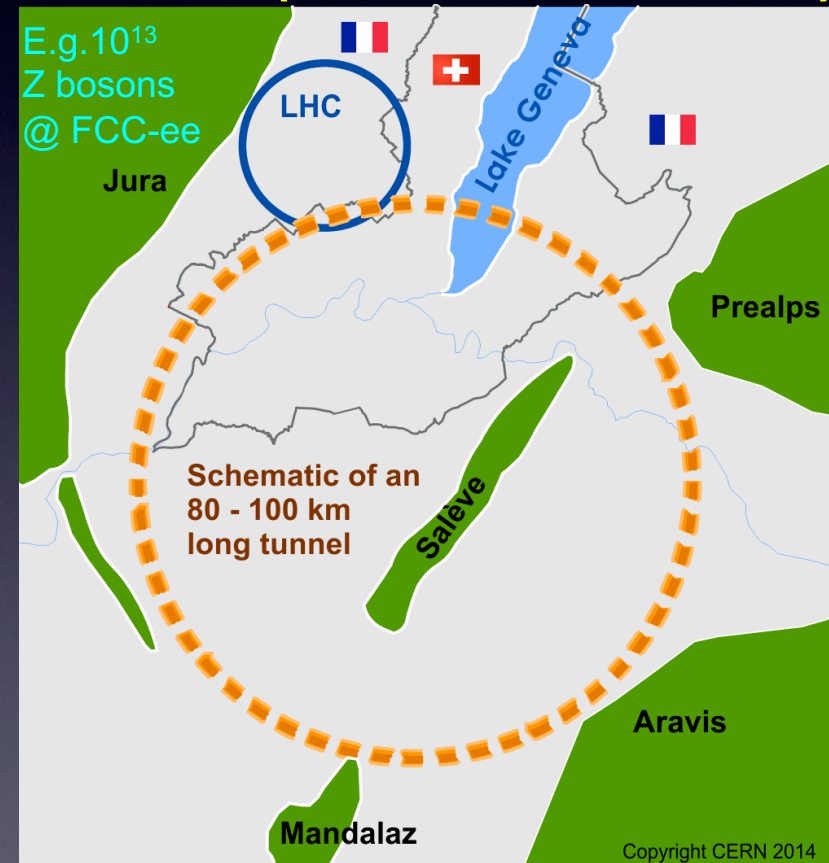 E.g.10¹³
Z bosons
@ FCC-ee
LHC
Lake Geneva
Jura
Prealps
Schematic of an
80 - 100 km
long tunnel
Salève
Aravis
Mandalaz
Copyright CERN 2014